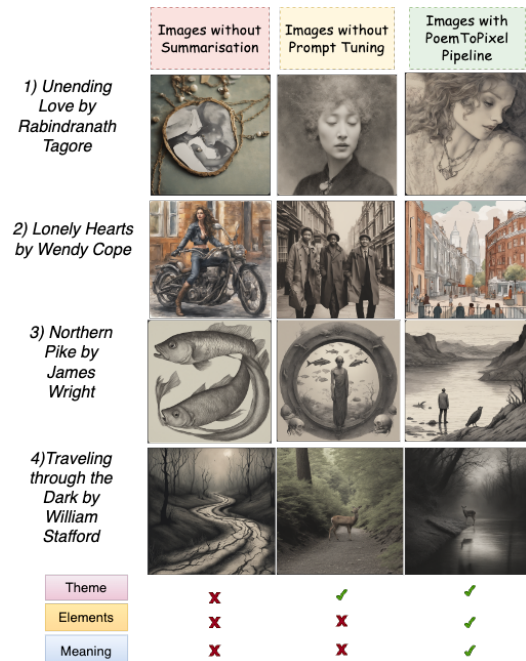 Images without
Summarisation
Images without
Prompt Tuning
Images with
PoemToPixel
Pipeline
1) Unending
Love by
Rabindranath
Tagore
2) Lonely Hearts
by Wendy Cope
3) Northern
Pike by
James
Wright
4)Traveling
through the
Dark by
William
Stafford
Theme
Elements
Meaning